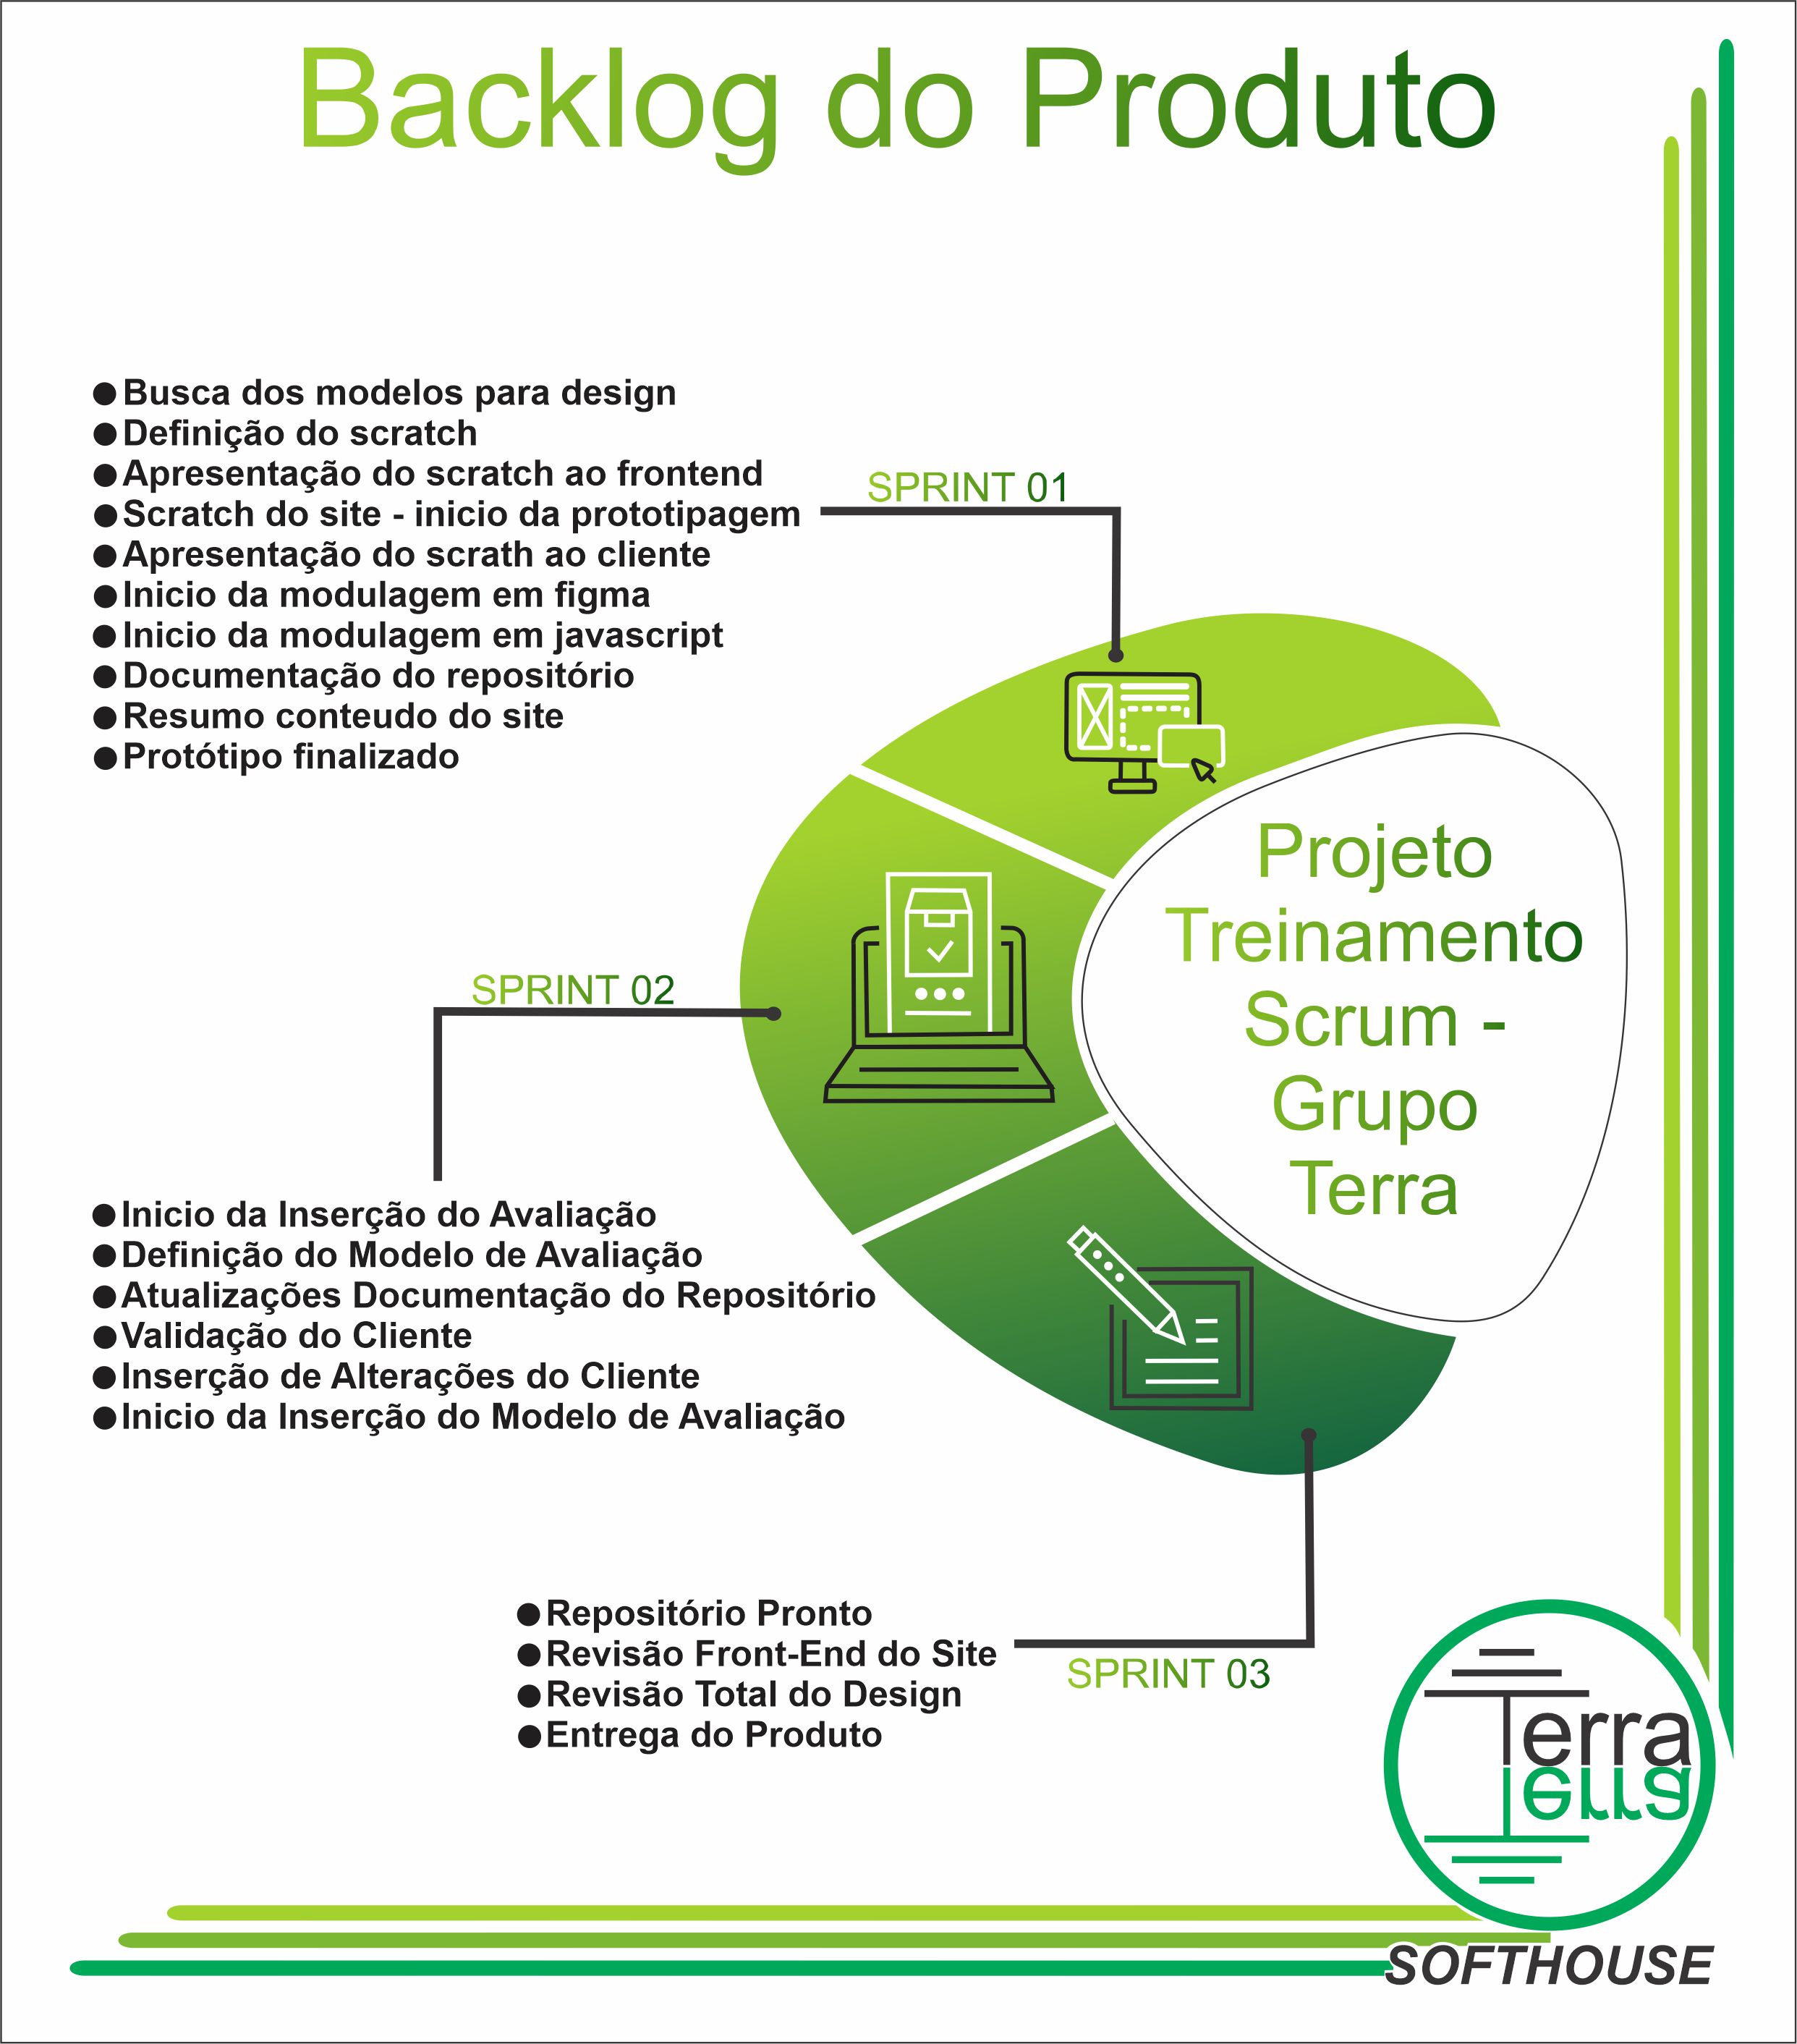 Backlog do Produto
Busca dos modelos para design
Definição do scratch
Apresentação do scratch ao frontend
Scratch do site - inicio da prototipagem
Apresentação do scrath ao cliente
Inicio da modulagem em figma
Inicio da modulagem em javascript
Documentação do repositório
Resumo conteudo do site
Protótipo finalizado
SPRINT 01
Projeto
Treinamento
Scrum -
Grupo
Terra
SPRINT 02
Inicio da Inserção do Avaliação
Definição do Modelo de Avaliação
Atualizações Documentação do Repositório
Validação do Cliente
Inserção de Alterações do Cliente
Inicio da Inserção do Modelo de Avaliação
Repositório Pronto
Revisão Front-End do Site
Revisão Total do Design
Entrega do Produto
SPRINT 03
Terra
Terra
SOFTHOUSE